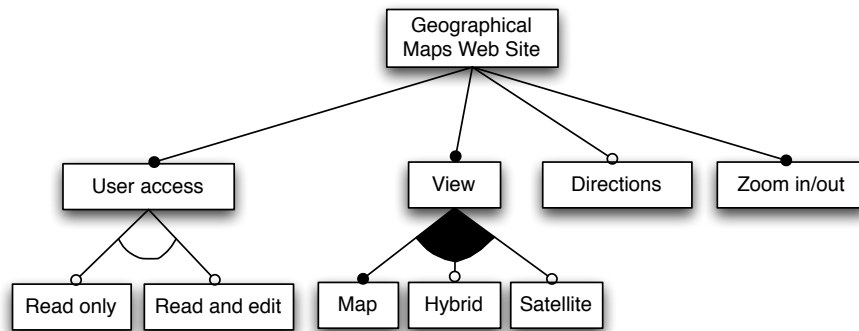 Geographical
Maps Web Site
User access
View
Directions
Zoom in/out
Read only
Read and edit
Map
Hybrid
Satellite